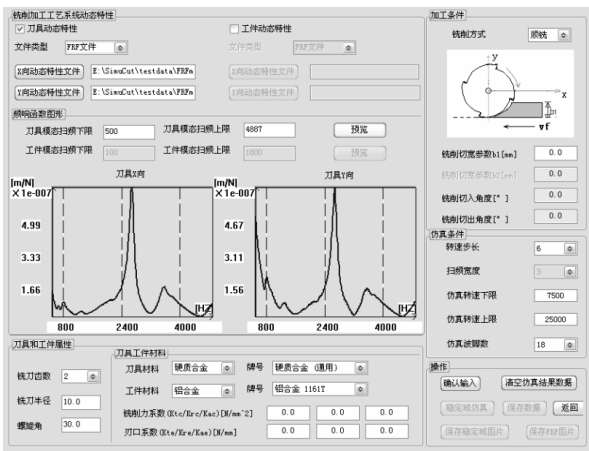 铣削加工工艺系统动态特性
刀具动态特性
工件动态特性
文件类型 FRF文件
文件类型 FRF文件
X向动态特性文件 E:\SimuCut\testdata\FRFm
X向动态特性文件
Y向动态特性文件 E:\SimuCut\testdata\FRFm
Y向动态特性文件
频响函数图形
刀具模态扫频下限 500 刀具模态扫频上限 4887 预览
工件模态扫频下限 100 工件模态扫频上限 1800 预览
刀具X向
[m/N]
×1e-007
4.99
3.33
1.66
[HZ]
800 2400 4000
刀具Y向
[m/N]
×1e-007
4.67
3.11
1.56
[HZ]
800 2400 4000
刀具和工件属性
铣刀齿数 2
铣刀半径 10.0
螺旋角 30.0
刀具工件材料
刀具材料 硬质合金 牌号 硬质合金 (通用)
工件材料 铝合金 牌号 铝合金 1161T
铣削力系数(Ktc/Krc/Kac)[N/mm^2] 0.0 0.0 0.0
刃口系数(Kte/Kre/Kae)[N/mm] 0.0 0.0 0.0
加工条件
铣削方式 顺铣
y
x
vf
铣削切宽参数b1[mm] 0.0
铣削切宽参数b2[mm] 0.0
铣削切入角度[° ] 0.0
铣削切出角度[° ] 0.0
仿真条件
转速步长 6
扫频宽度 3
仿真转速下限 7500
仿真转速上限 25000
仿真波瓣数 18
操作
确认输入 清空仿真结果数据
稳定域仿真 保存数据 返回
保存稳定域图片 保存FRF图片